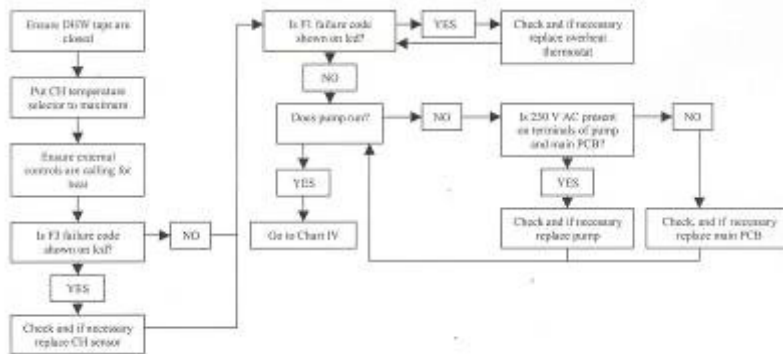 Ensure DHW taps are
closed
Put CH temperature
selector to maximum
Ensure external
controls are calling for
heat
Is F3 failure code
shown on lcd?
NO
YES
Check and if necessary
replace CH sensor
Is F1 failure code
shown on lcd?
YES
Check and if necessary
replace overheat
thermostat
NO
Does pump run?
NO
Is 230 V AC present
on terminals of pump
and main PCB?
NO
YES
YES
Go to Chart IV
Check and if necessary
replace pump
Check, and if necessary
replace main PCB